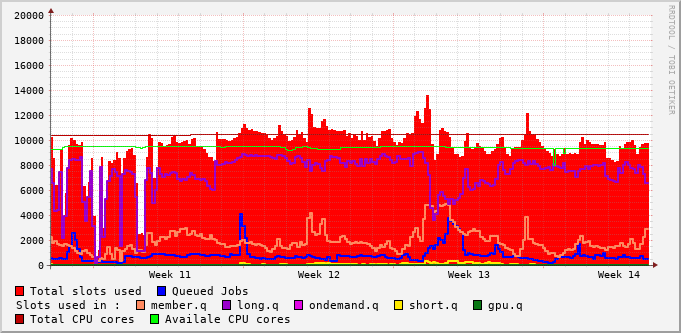 20000
18000
16000
14000
12000
10000
8000
6000
4000
2000
0
Week 11 Week 12 Week 13 Week 14
RRDTOOL / TOBI OETIKER
Total slots used Queued Jobs
Slots used in : member.q long.q ondemand.q short.q gpu.q
Total CPU cores Availale CPU cores